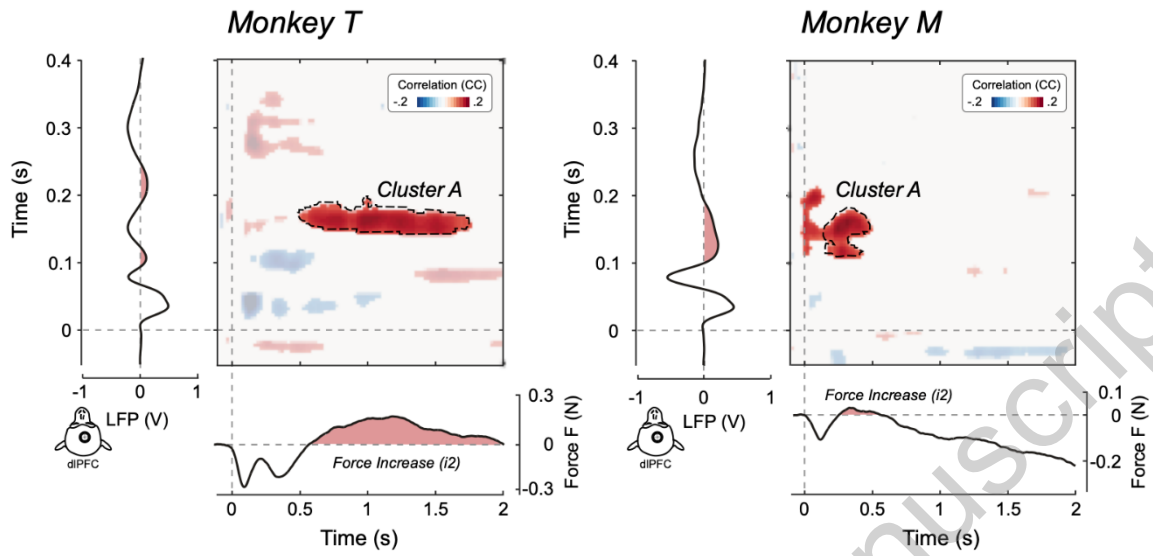 Monkey T
Monkey M
0.4
0.3
0.2
0.1
0
Time (s)
-1 0 1
LFP (V)
dlPFC
Correlation (CC)
-.2 .2
Cluster A
0.3
0
-0.3
Force F (N)
Force Increase (i2)
0 0.5 1 1.5 2
Time (s)
0.4
0.3
0.2
0.1
0
Time (s)
-1 0 1
LFP (V)
dlPFC
Correlation (CC)
-.2 .2
Cluster A
0.1
0
-0.2
Force F (N)
Force Increase (i2)
0 0.5 1 1.5 2
Time (s)
nuscript